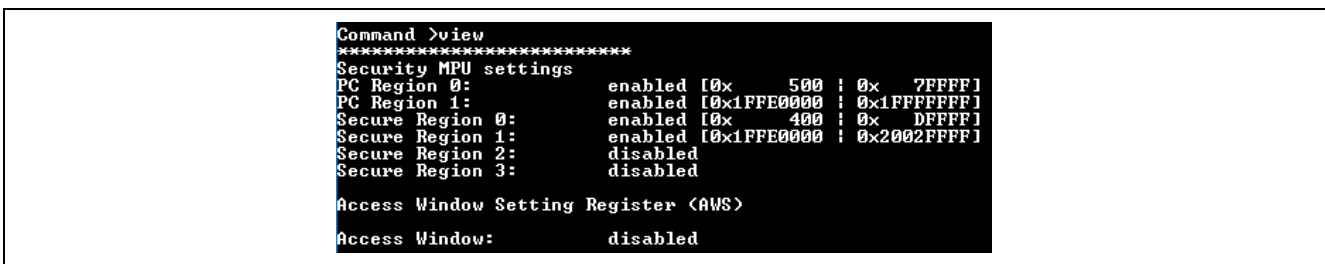 Command >view
**************************
Security MPU settings
PC Region 0: enabled [0x 500 | 0x 7FFFF]
PC Region 1: enabled [0x1FFE0000 | 0x1FFFFFFF]
Secure Region 0: enabled [0x 400 | 0x DFFFF]
Secure Region 1: enabled [0x1FFE0000 | 0x2002FFFF]
Secure Region 2: disabled
Secure Region 3: disabled
Access Window Setting Register (AWS)
Access Window: disabled